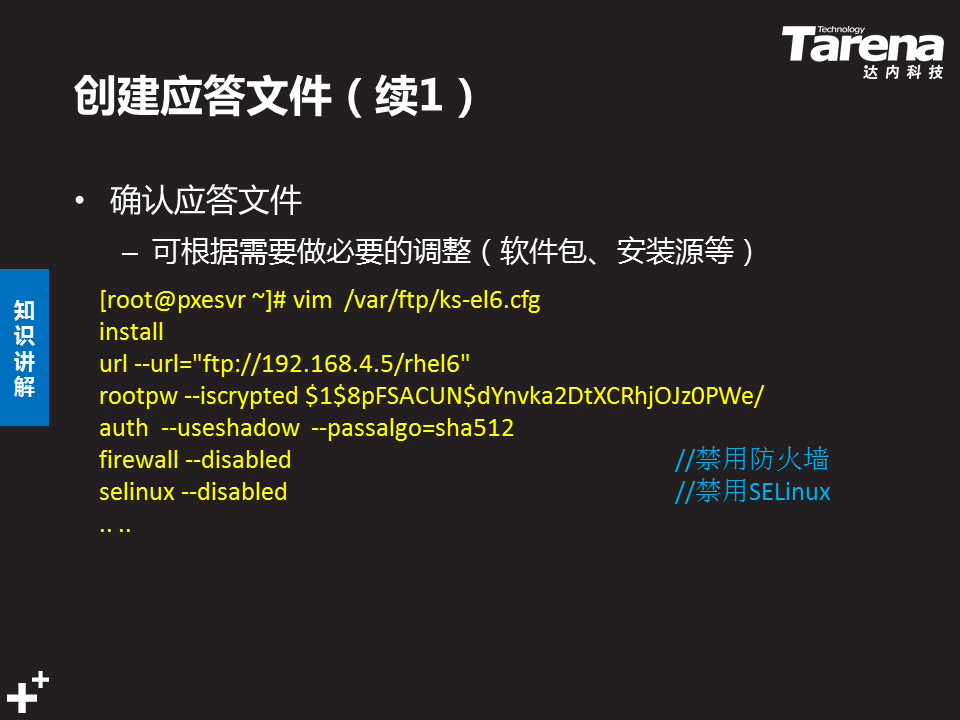 Technology
Tarena
达内科技
创建应答文件（续1）
• 确认应答文件
– 可根据需要做必要的调整（软件包、安装源等）
知识讲解
[root@pxesvr ~]# vim /var/ftp/ks-el6.cfg
install
url --url="ftp://192.168.4.5/rhel6"
rootpw --iscrypted $1$8pFSACUN$dYnvka2DtXCRhjOJz0PWe/
auth --useshadow --passalgo=sha512
firewall --disabled //禁用防火墙
selinux --disabled //禁用SELinux
.. ..